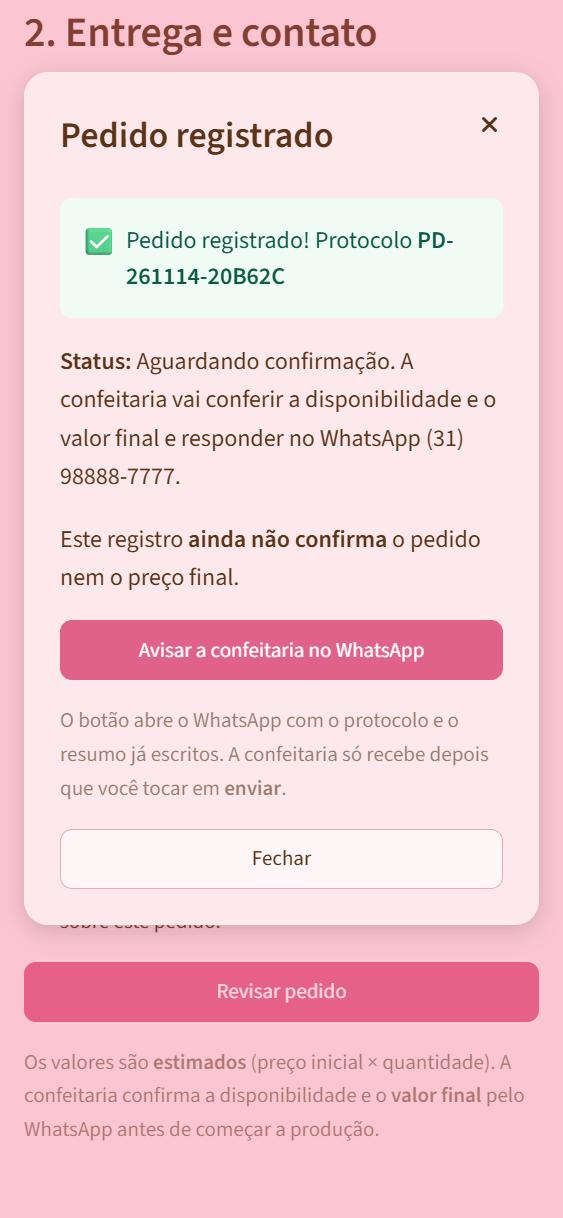 2. Entrega e contato
Pedido registrado
Pedido registrado! Protocolo PD-
261114-20B62C
Status: Aguardando confirmação. A
confeitaria vai conferir a disponibilidade e o
valor final e responder no WhatsApp (31)
98888-7777.
Este registro ainda não confirma o pedido
nem o preço final.
Avisar a confeitaria no WhatsApp
O botão abre o WhatsApp com o protocolo e o
resumo já escritos. A confeitaria só recebe depois
que você tocar em enviar.
Fechar
sobre este pedido.
Revisar pedido
Os valores são estimados (preço inicial × quantidade). A
confeitaria confirma a disponibilidade e o valor final pelo
WhatsApp antes de começar a produção.